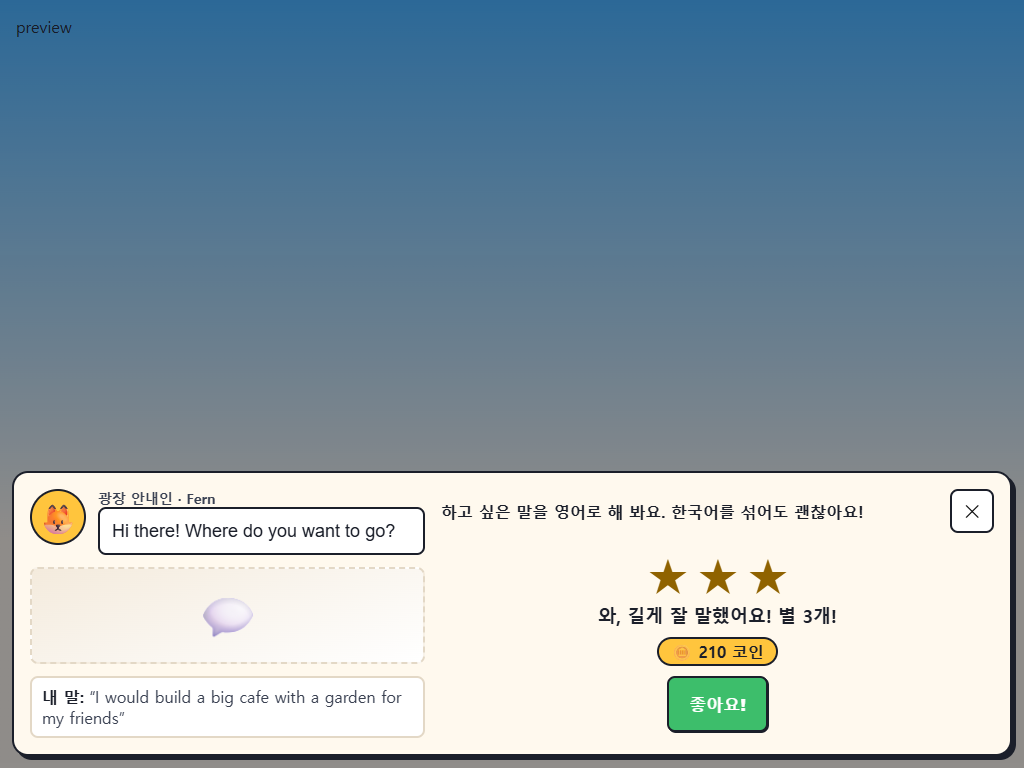 preview
광장 안내인 · Fern
Hi there! Where do you want to go?
내 말: “I would build a big cafe with a garden for
my friends”
하고 싶은 말을 영어로 해 봐요. 한국어를 섞어도 괜찮아요!
와, 길게 잘 말했어요! 별 3개!
210 코인
좋아요!